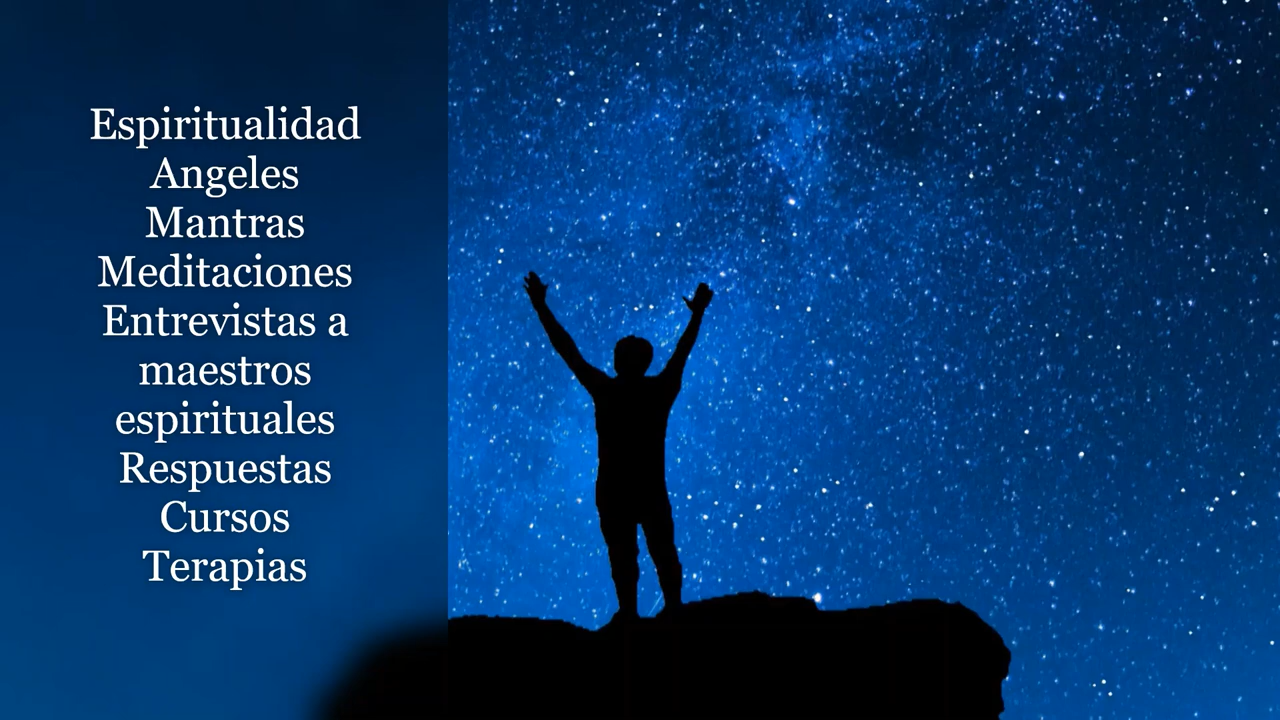 Espiritualidad
Angeles
Mantras
Meditaciones
Entrevistas a
maestros
espirituales
Respuestas
Cursos
Terapias